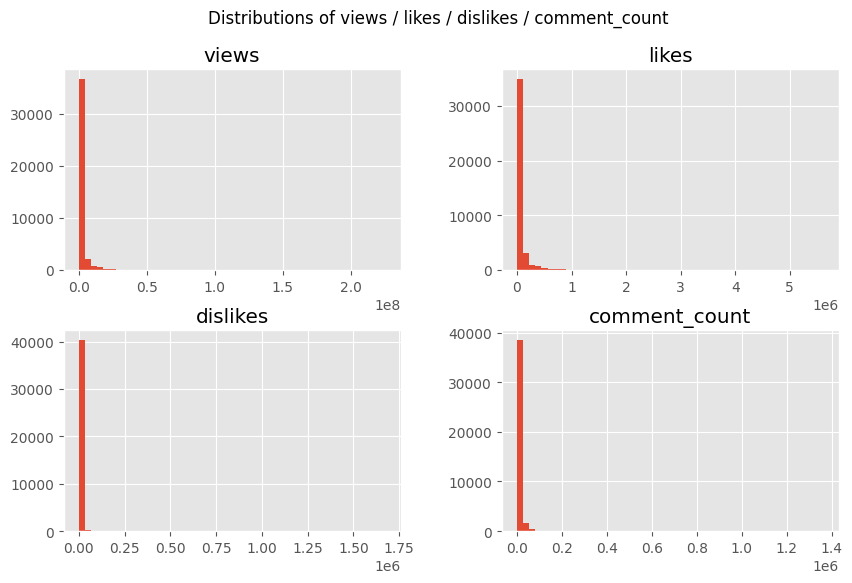 Distributions of views / likes / dislikes / comment_count
views
30000
20000
10000
0
0.0 0.5 1.0 1.5 2.0
1e8
likes
30000
20000
10000
0
0 1 2 3 4 5
1e6
dislikes
40000
30000
20000
10000
0
0.00 0.25 0.50 0.75 1.00 1.25 1.50 1.75
1e6
comment_count
40000
30000
20000
10000
0
0.0 0.2 0.4 0.6 0.8 1.0 1.2 1.4
1e6